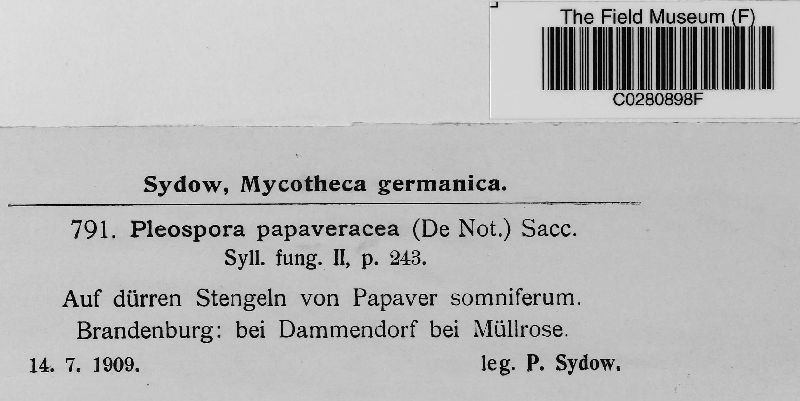 The Field Museum (F)
C0280898F
Sydow, Mycotheca germanica.
791. Pleospora papaveracea (De Not.) Sacc.
Syll. fung. II, p. 243.
Auf dürren Stengeln von Papaver somniferum.
Brandenburg: bei Dammendorf bei Müllrose.
14. 7. 1909. leg. P. Sydow.